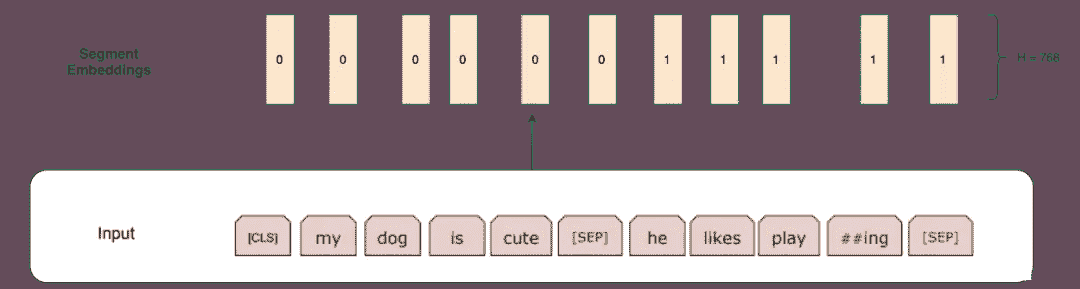 Segment
Embeddings
0 0 0 0 0 0 1 1 1 1 1
H = 768
Input
[CLS] my dog is cute [SEP] he likes play ##ing [SEP]